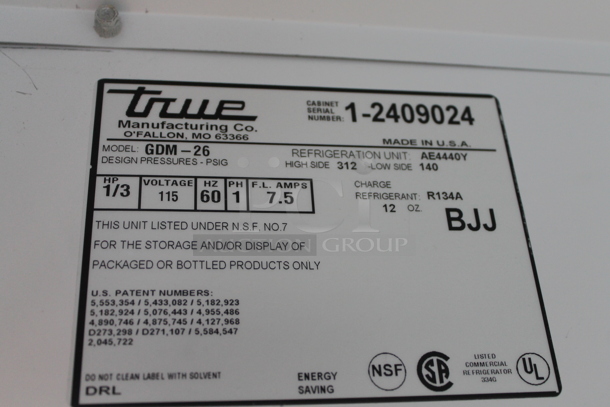 true
Manufacturing Co.
O'FALLON, MO 63366
CABINET SERIAL NUMBER: 1-2409024
MADE IN U.S.A.
MODEL: GDM-26
REFRIGERATION UNIT: AE4440Y
DESIGN PRESSURES - PSIG HIGH SIDE 312 LOW SIDE 140
HP 1/3
VOLTAGE 115
HZ 60
PH 1
F.L. AMPS 7.5
CHARGE
REFRIGERANT: R134A
12 OZ.
BJJ
THIS UNIT LISTED UNDER N.S.F. NO.7
FOR THE STORAGE AND/OR DISPLAY OF
PACKAGED OR BOTTLED PRODUCTS ONLY
GROUP
U.S. PATENT NUMBERS:
5,553,354 / 5,433,082 / 5,182,923
5,182,924 / 5,076,443 / 4,955,486
4,890,746 / 4,875,745 / 4,127,968
D273,298 / D271,107 / 5,584,547
2,045,722
DO NOT CLEAN LABEL WITH SOLVENT
DRL
ENERGY
SAVING
NSF
SA
LISTED
COMMERCIAL
REFRIGERATOR
3340
UL